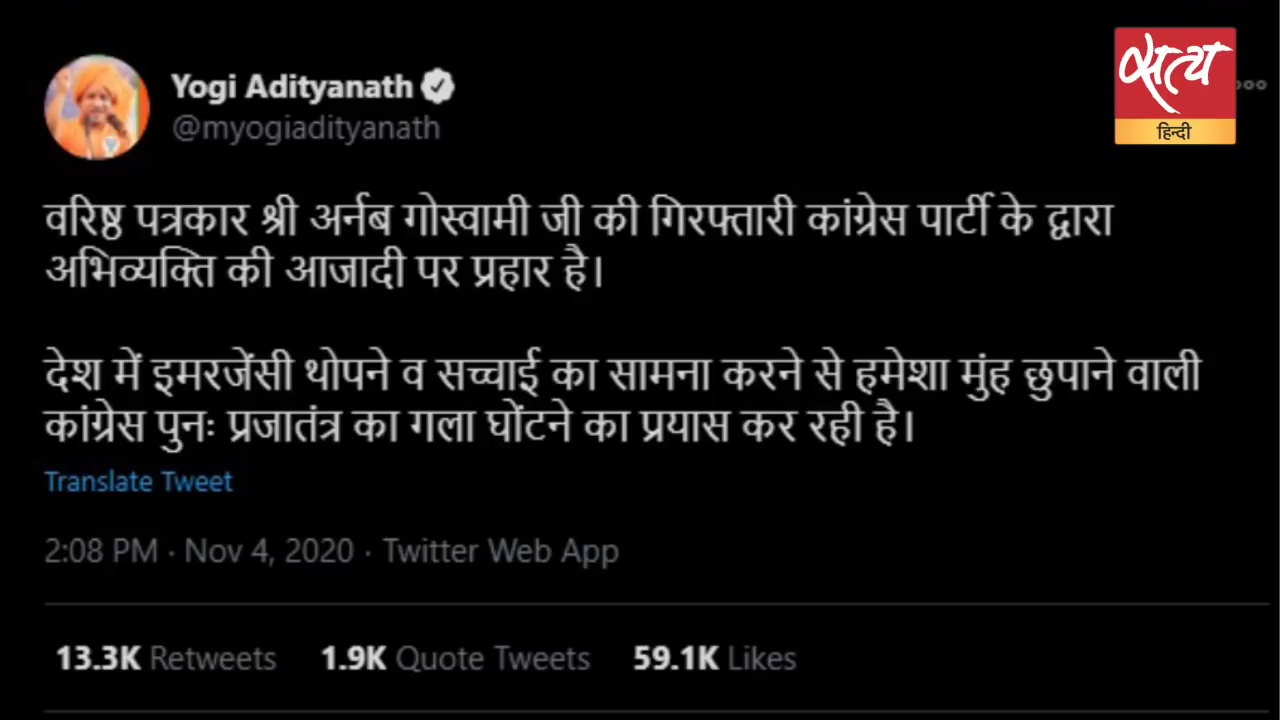 सत्य
हिन्दी
Yogi Adityanath
@myogiadityanath
वरिष्ठ पत्रकार श्री अर्नब गोस्वामी जी की गिरफ्तारी कांग्रेस पार्टी के द्वारा
अभिव्यक्ति की आजादी पर प्रहार है।
देश में इमरजेंसी थोपने व सच्चाई का सामना करने से हमेशा मुंह छुपाने वाली
कांग्रेस पुनः प्रजातंत्र का गला घोंटने का प्रयास कर रही है।
Translate Tweet
2:08 PM · Nov 4, 2020 · Twitter Web App
13.3K Retweets 1.9K Quote Tweets 59.1K Likes